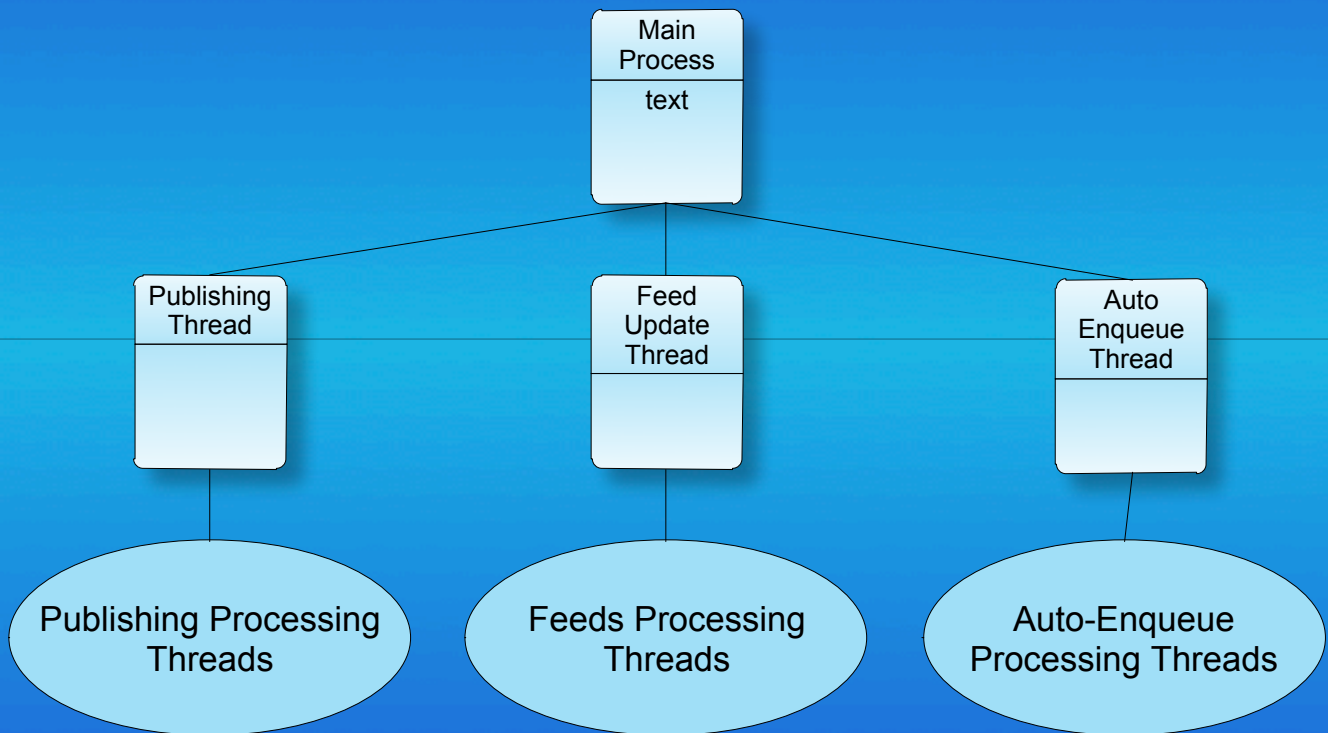 Main
Process
text
Publishing
Thread
Feed
Update
Thread
Auto
Enqueue
Thread
Publishing Processing
Threads
Feeds Processing
Threads
Auto-Enqueue
Processing Threads